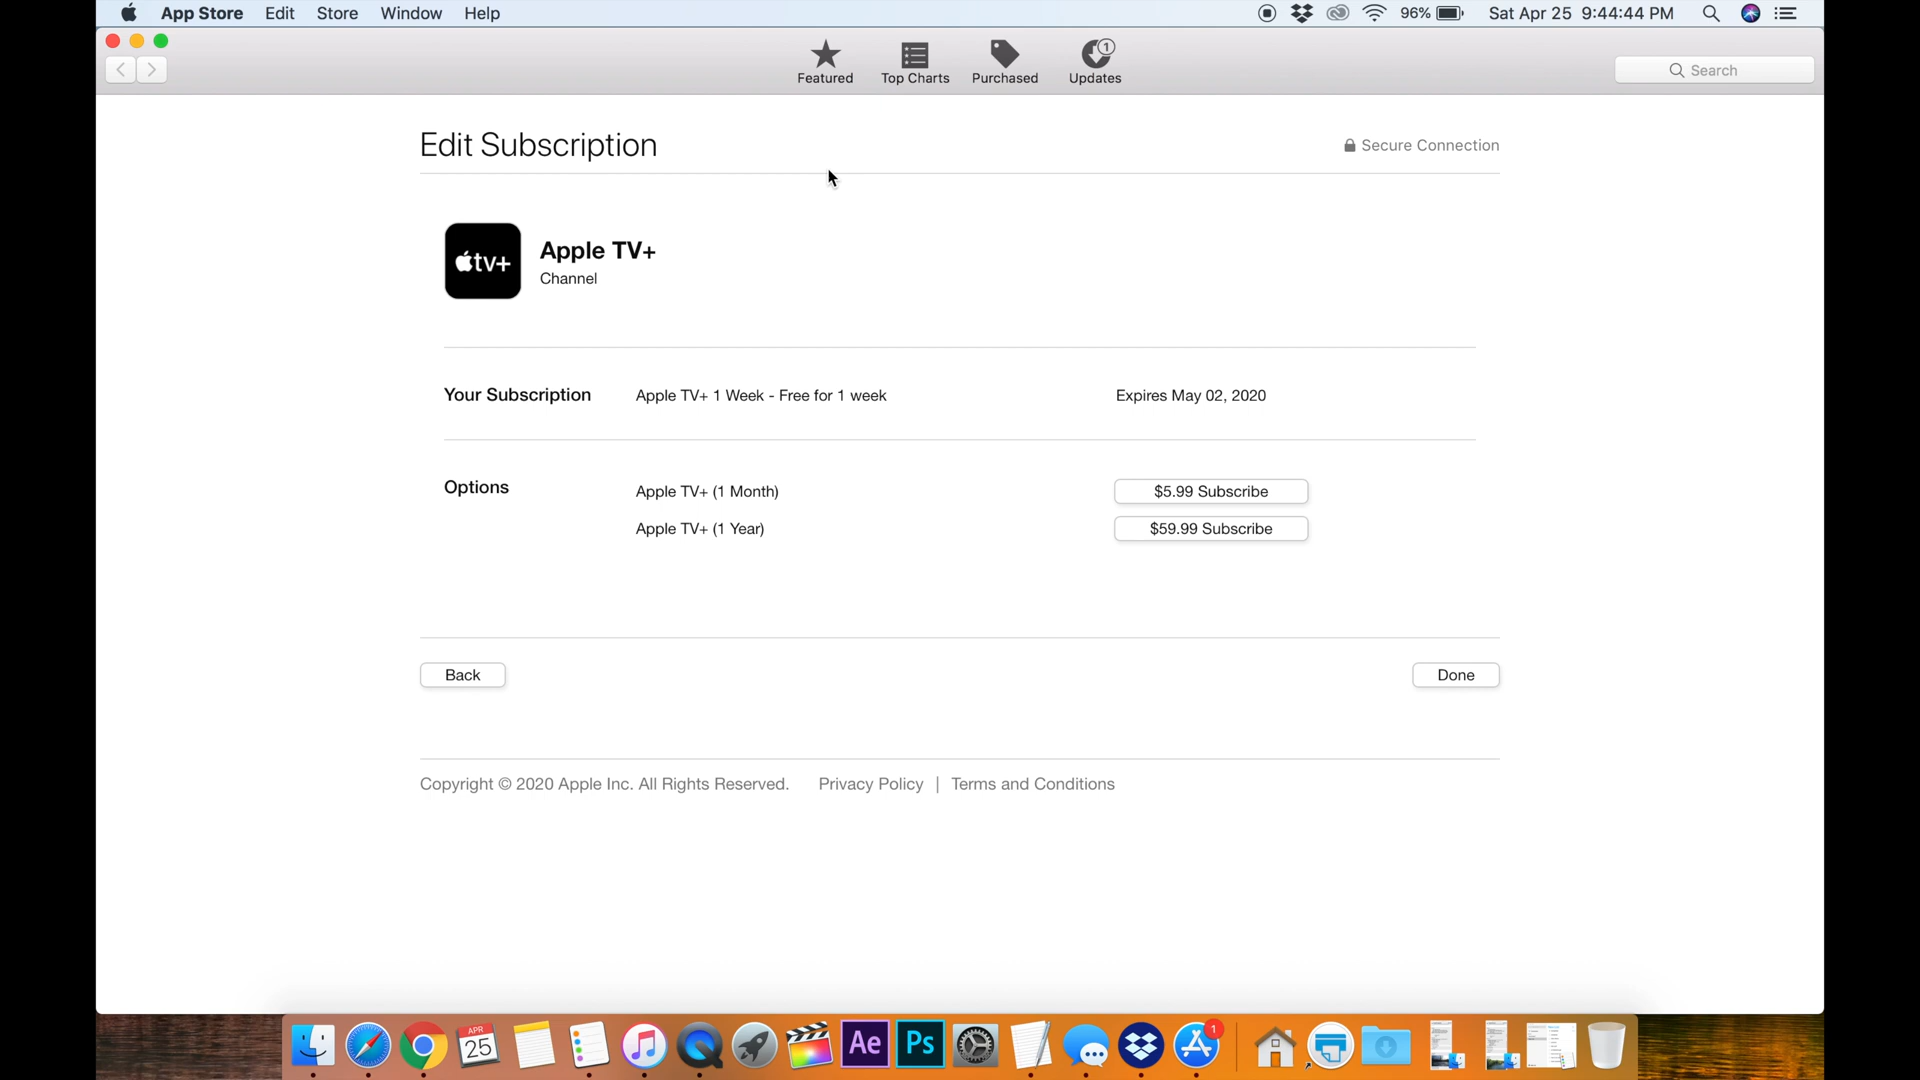 App Store Edit Store Window Help 96% Sat Apr 25 9:44:44 PM
Featured Top Charts Purchased Updates 1
Search
Edit Subscription
Secure Connection
tv+
Apple TV+
Channel
Your Subscription Apple TV+ 1 Week - Free for 1 week Expires May 02, 2020
Options Apple TV+ (1 Month) $5.99 Subscribe
Apple TV+ (1 Year) $59.99 Subscribe
Back Done
Copyright © 2020 Apple Inc. All Rights Reserved. Privacy Policy | Terms and Conditions
APR 25 Ae Ps 1